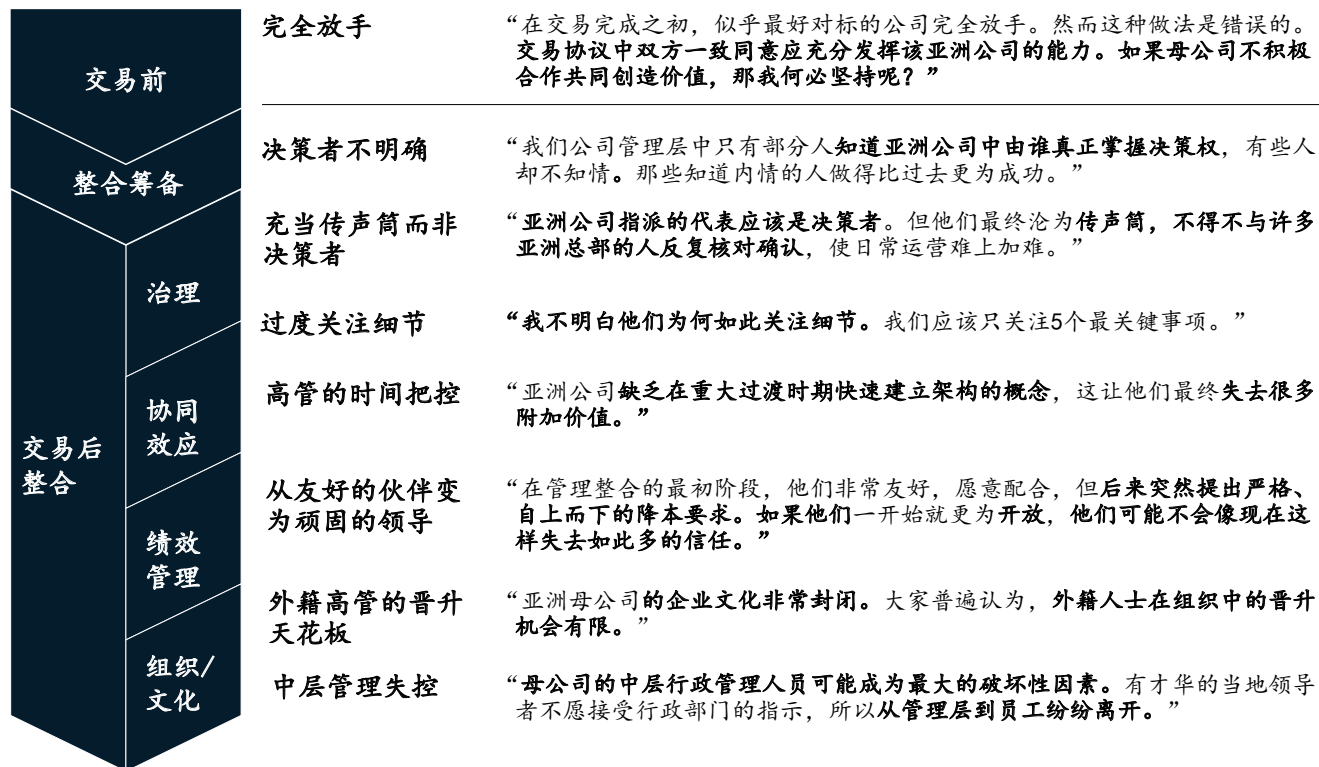 交易前
整合筹备
交易后
整合
治理
协同
效应
绩效
管理
组织/
文化
完全放手
“在交易完成之初，似乎最好对标的公司完全放手。然而这种做法是错误的。
交易协议中双方一致同意应充分发挥该亚洲公司的能力。如果母公司不积极
合作共同创造价值，那我何必坚持呢？”
决策者不明确
“我们公司管理层中只有部分人知道亚洲公司中由谁真正掌握决策权，有些人
却不知情。那些知道内情的人做得比过去更为成功。”
充当传声筒而非
决策者
“亚洲公司指派的代表应该是决策者。但他们最终沦为传声筒，不得不与许多
亚洲总部的人反复核对确认，使日常运营难上加难。”
过度关注细节
“我不明白他们为何如此关注细节。我们应该只关注5个最关键事项。”
高管的时间把控
“亚洲公司缺乏在重大过渡时期快速建立架构的概念，这让他们最终失去很多
附加价值。”
从友好的伙伴变
为顽固的领导
“在管理整合的最初阶段，他们非常友好，愿意配合，但后来突然提出严格、
自上而下的降本要求。如果他们一开始就更为开放，他们可能不会像现在这
样失去如此多的信任。”
外籍高管的晋升
天花板
“亚洲母公司的企业文化非常封闭。大家普遍认为，外籍人士在组织中的晋升
机会有限。”
中层管理失控
“母公司的中层行政管理人员可能成为最大的破坏性因素。有才华的当地领导
者不愿接受行政部门的指示，所以从管理层到员工纷纷离开。”